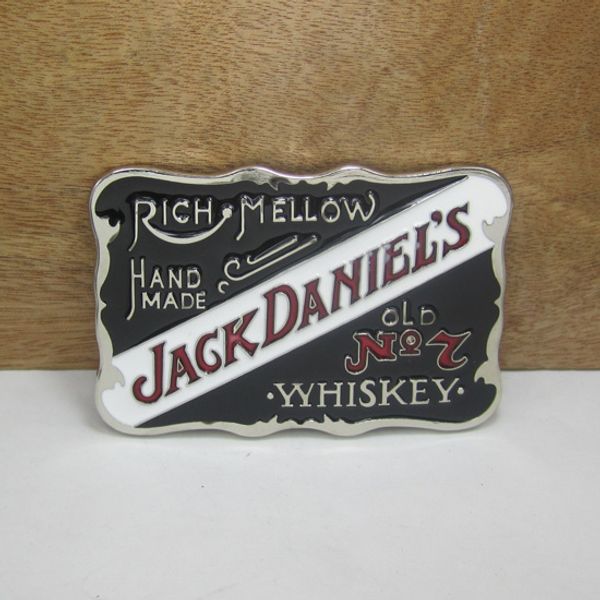 RICH · MELLOW
HAND
MADE
JACK DANIEL'S
OLD
No 7
· WHISKEY ·